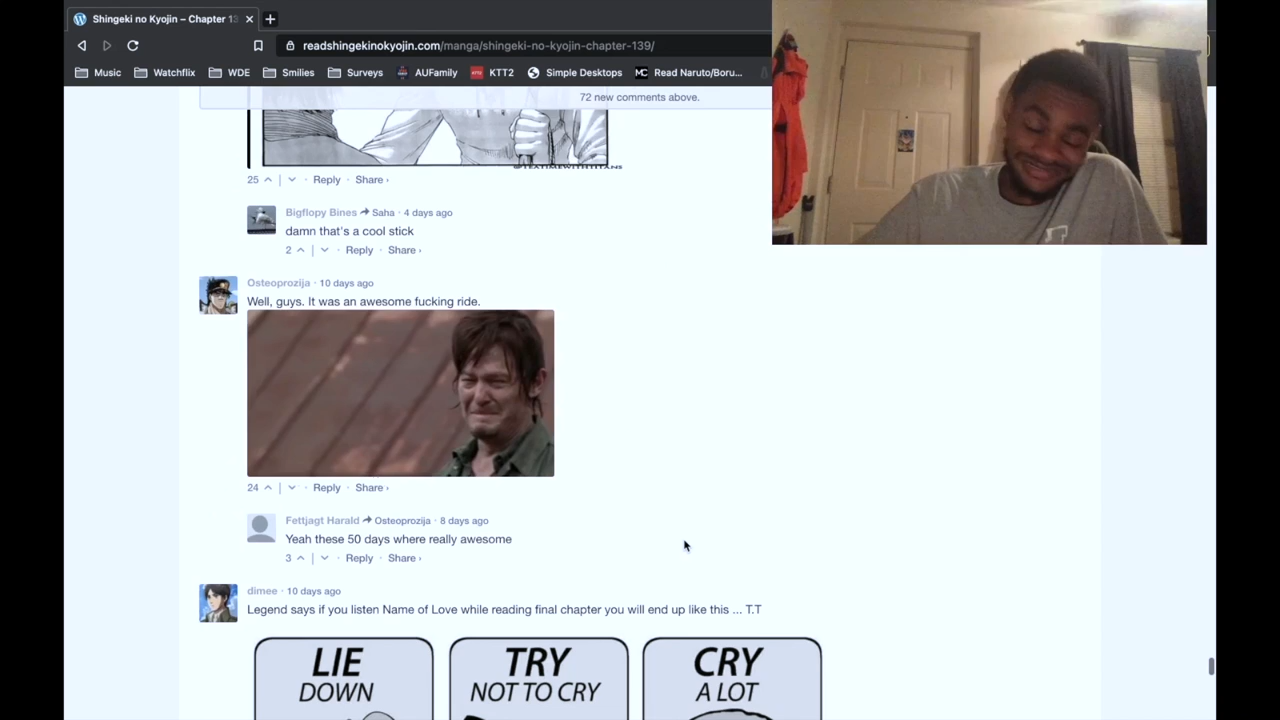 Shingeki no Kyojin – Chapter 13
readshingekinokyojin.com/manga/shingeki-no-kyojin-chapter-139/
Music Watchflix WDE Smilies Surveys AUFamily KTT2 Simple Desktops MC Read Naruto/Boru...
72 new comments above.
@TEATIMEWITHTITANS
25 Reply Share ›
Bigflopy Bines Saha · 4 days ago
damn that's a cool stick
2 Reply Share ›
Osteoprozija · 10 days ago
Well, guys. It was an awesome fucking ride.
24 Reply Share ›
Fettjagt Harald Osteoprozija · 8 days ago
Yeah these 50 days where really awesome
3 Reply Share ›
dimee · 10 days ago
Legend says if you listen Name of Love while reading final chapter you will end up like this ... T.T
LIE TRY CRY
DOWN NOT TO CRY A LOT